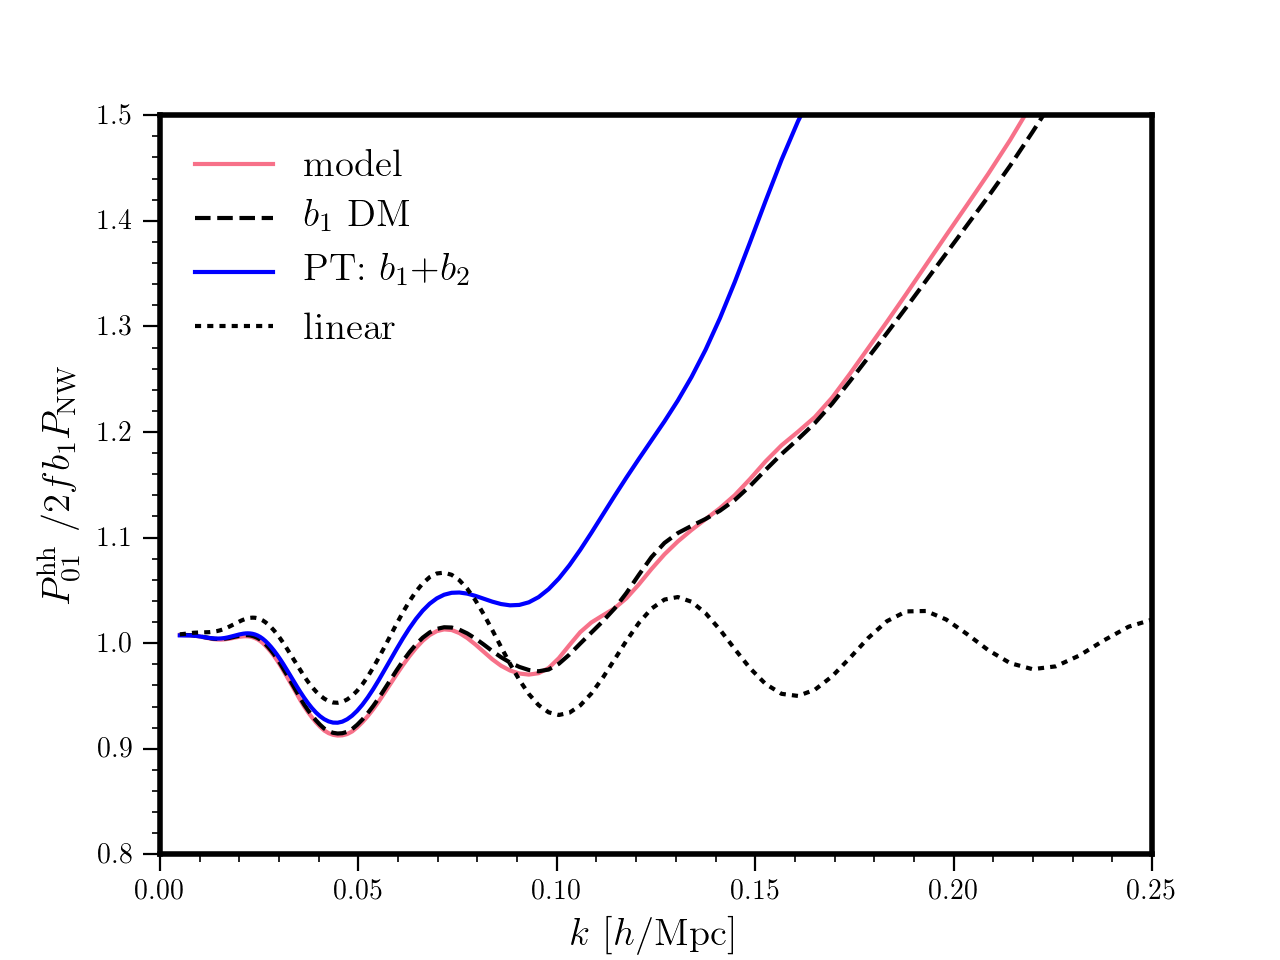 1.5
1.4
1.3
1.2
1.1
1.0
0.9
0.8
P₀₁ʰʰ /2fb₁P_NW
model
b₁ DM
PT: b₁+b₂
linear
0.00 0.05 0.10 0.15 0.20 0.25
k [h/Mpc]